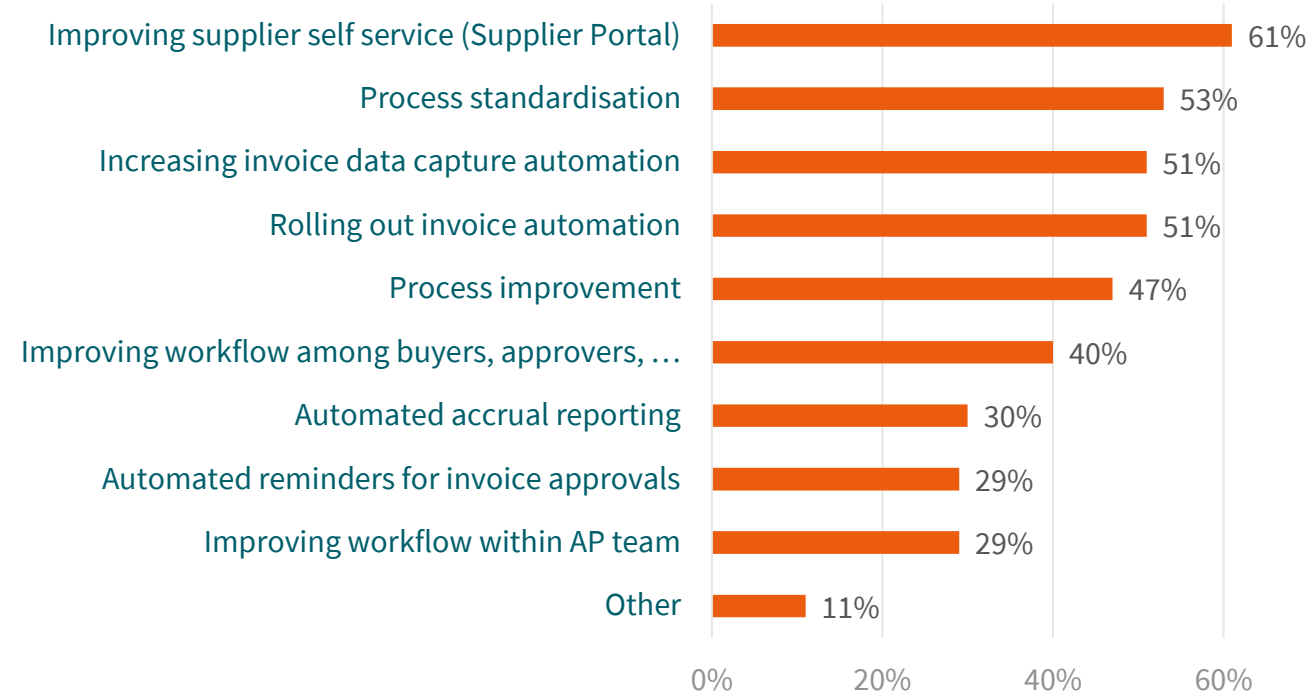 Improving supplier self service (Supplier Portal) 61%
Process standardisation 53%
Increasing invoice data capture automation 51%
Rolling out invoice automation 51%
Process improvement 47%
Improving workflow among buyers, approvers, … 40%
Automated accrual reporting 30%
Automated reminders for invoice approvals 29%
Improving workflow within AP team 29%
Other 11%
0% 20% 40% 60%